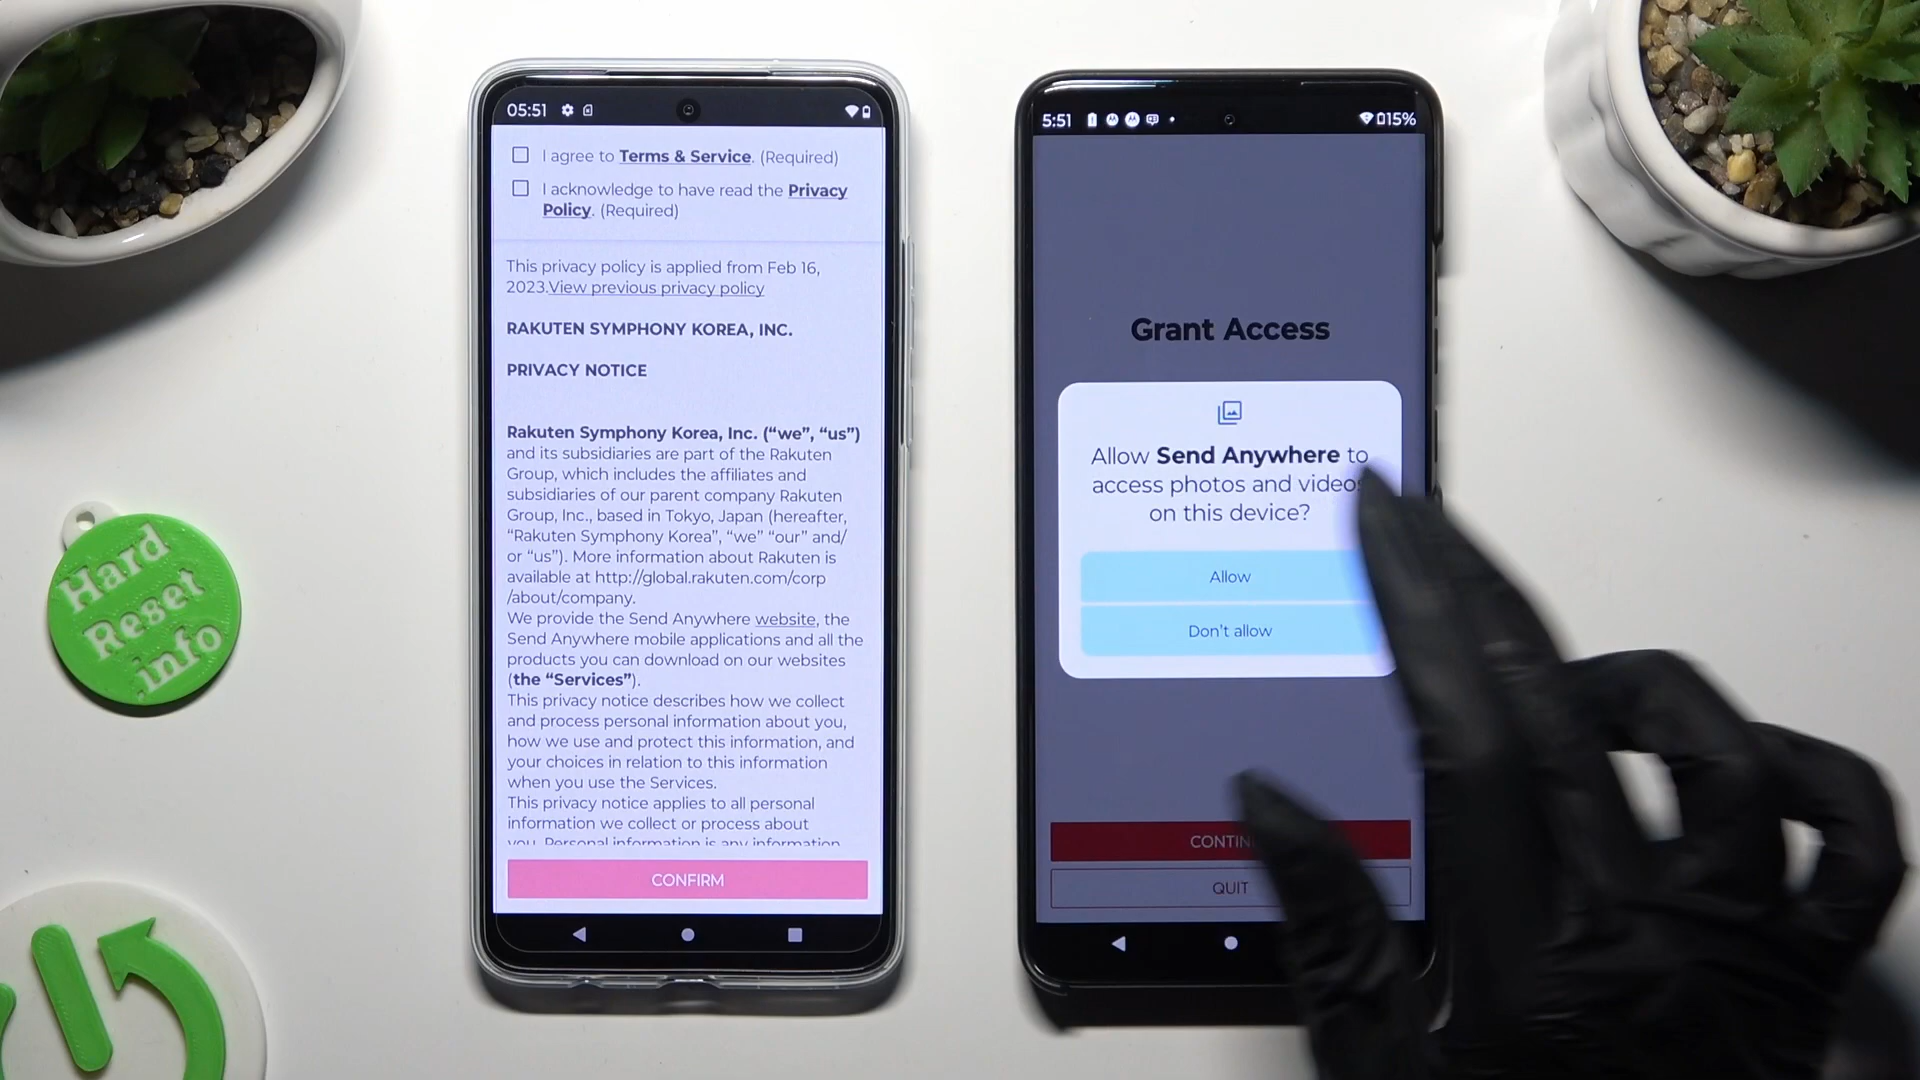 05:51
I agree to Terms & Service. (Required)
I acknowledge to have read the Privacy
Policy. (Required)
This privacy policy is applied from Feb 16,
2023.View previous privacy policy
RAKUTEN SYMPHONY KOREA, INC.
PRIVACY NOTICE
Rakuten Symphony Korea, Inc. (“we”, “us”)
and its subsidiaries are part of the Rakuten
Group, which includes the affiliates and
subsidiaries of our parent company Rakuten
Group, Inc., based in Tokyo, Japan (hereafter,
“Rakuten Symphony Korea”, “we” “our” and/
or “us”). More information about Rakuten is
available at http://global.rakuten.com/corp
/about/company.
We provide the Send Anywhere website, the
Send Anywhere mobile applications and all the
products you can download on our websites
(the “Services”).
This privacy notice describes how we collect
and process personal information about you,
how we use and protect this information, and
your choices in relation to this information
when you use the Services.
This privacy notice applies to all personal
information we collect or process about
you. Personal information is any information
CONFIRM
5:51
15%
Grant Access
Allow Send Anywhere to
access photos and videos
on this device?
Allow
Don't allow
QUIT
Hard
Reset
.info